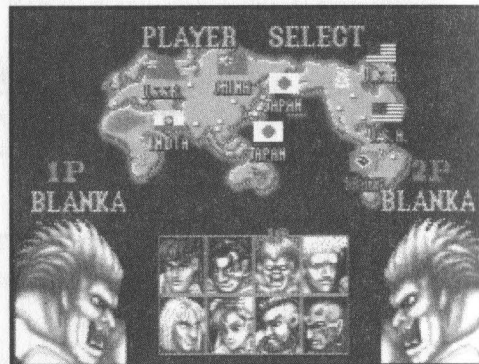 PLAYER SELECT
U.S.A.
U.S.S.R. CHINA JAPAN
INDIA U.S.A.
JAPAN
1P 2P
BLANKA BLANKA